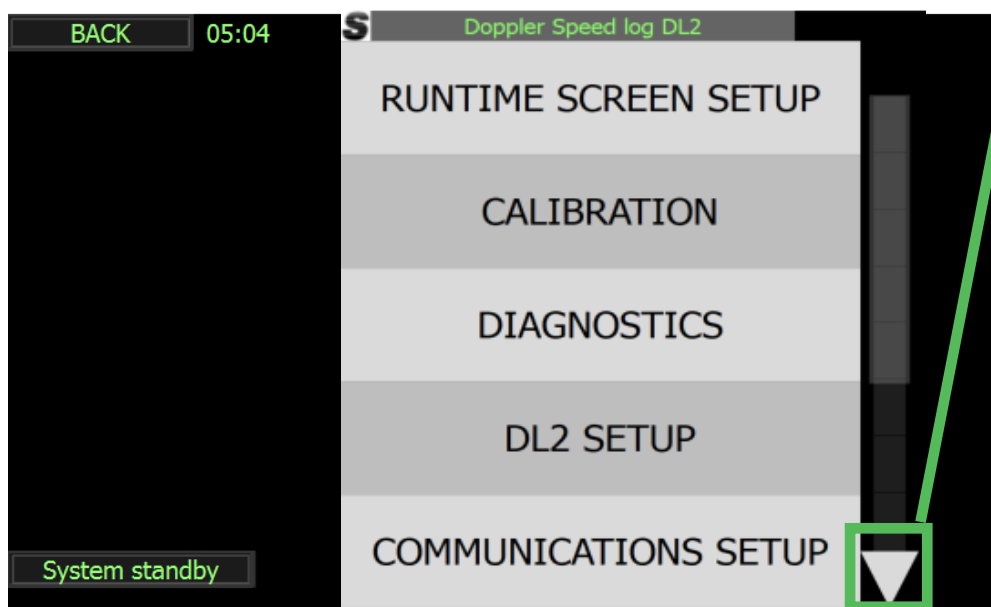 BACK 05:04
S Doppler Speed log DL2
RUNTIME SCREEN SETUP
CALIBRATION
DIAGNOSTICS
DL2 SETUP
COMMUNICATIONS SETUP
System standby